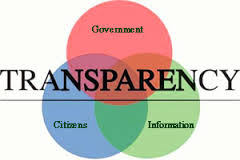 Government
TRANSPARENCY
Citizens
Information